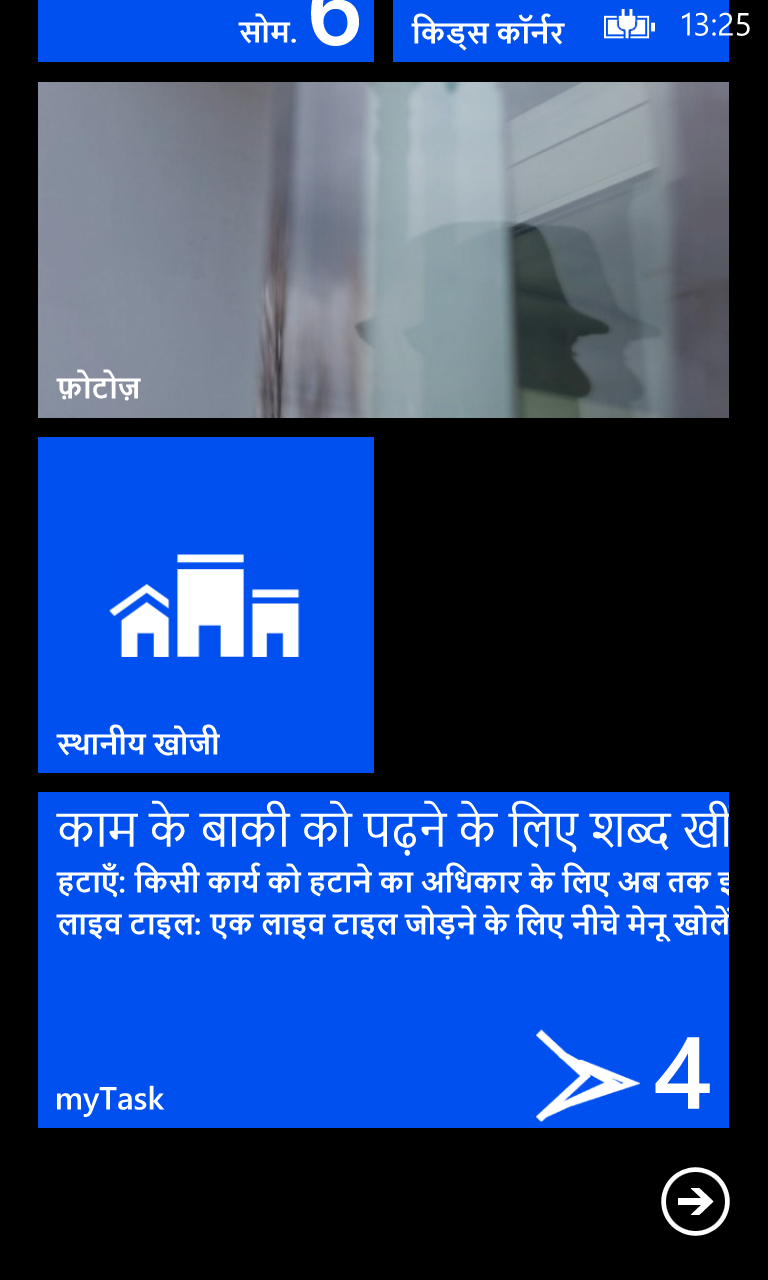 सोम. 6
किड्स कॉर्नर
13:25
फ़ोटोज़
स्थानीय खोजी
काम के बाकी को पढ़ने के लिए शब्द खी
हटाएँ: किसी कार्य को हटाने का अधिकार के लिए अब तक इ
लाइव टाइल: एक लाइव टाइल जोड़ने के लिए नीचे मेनू खोलें
4
myTask